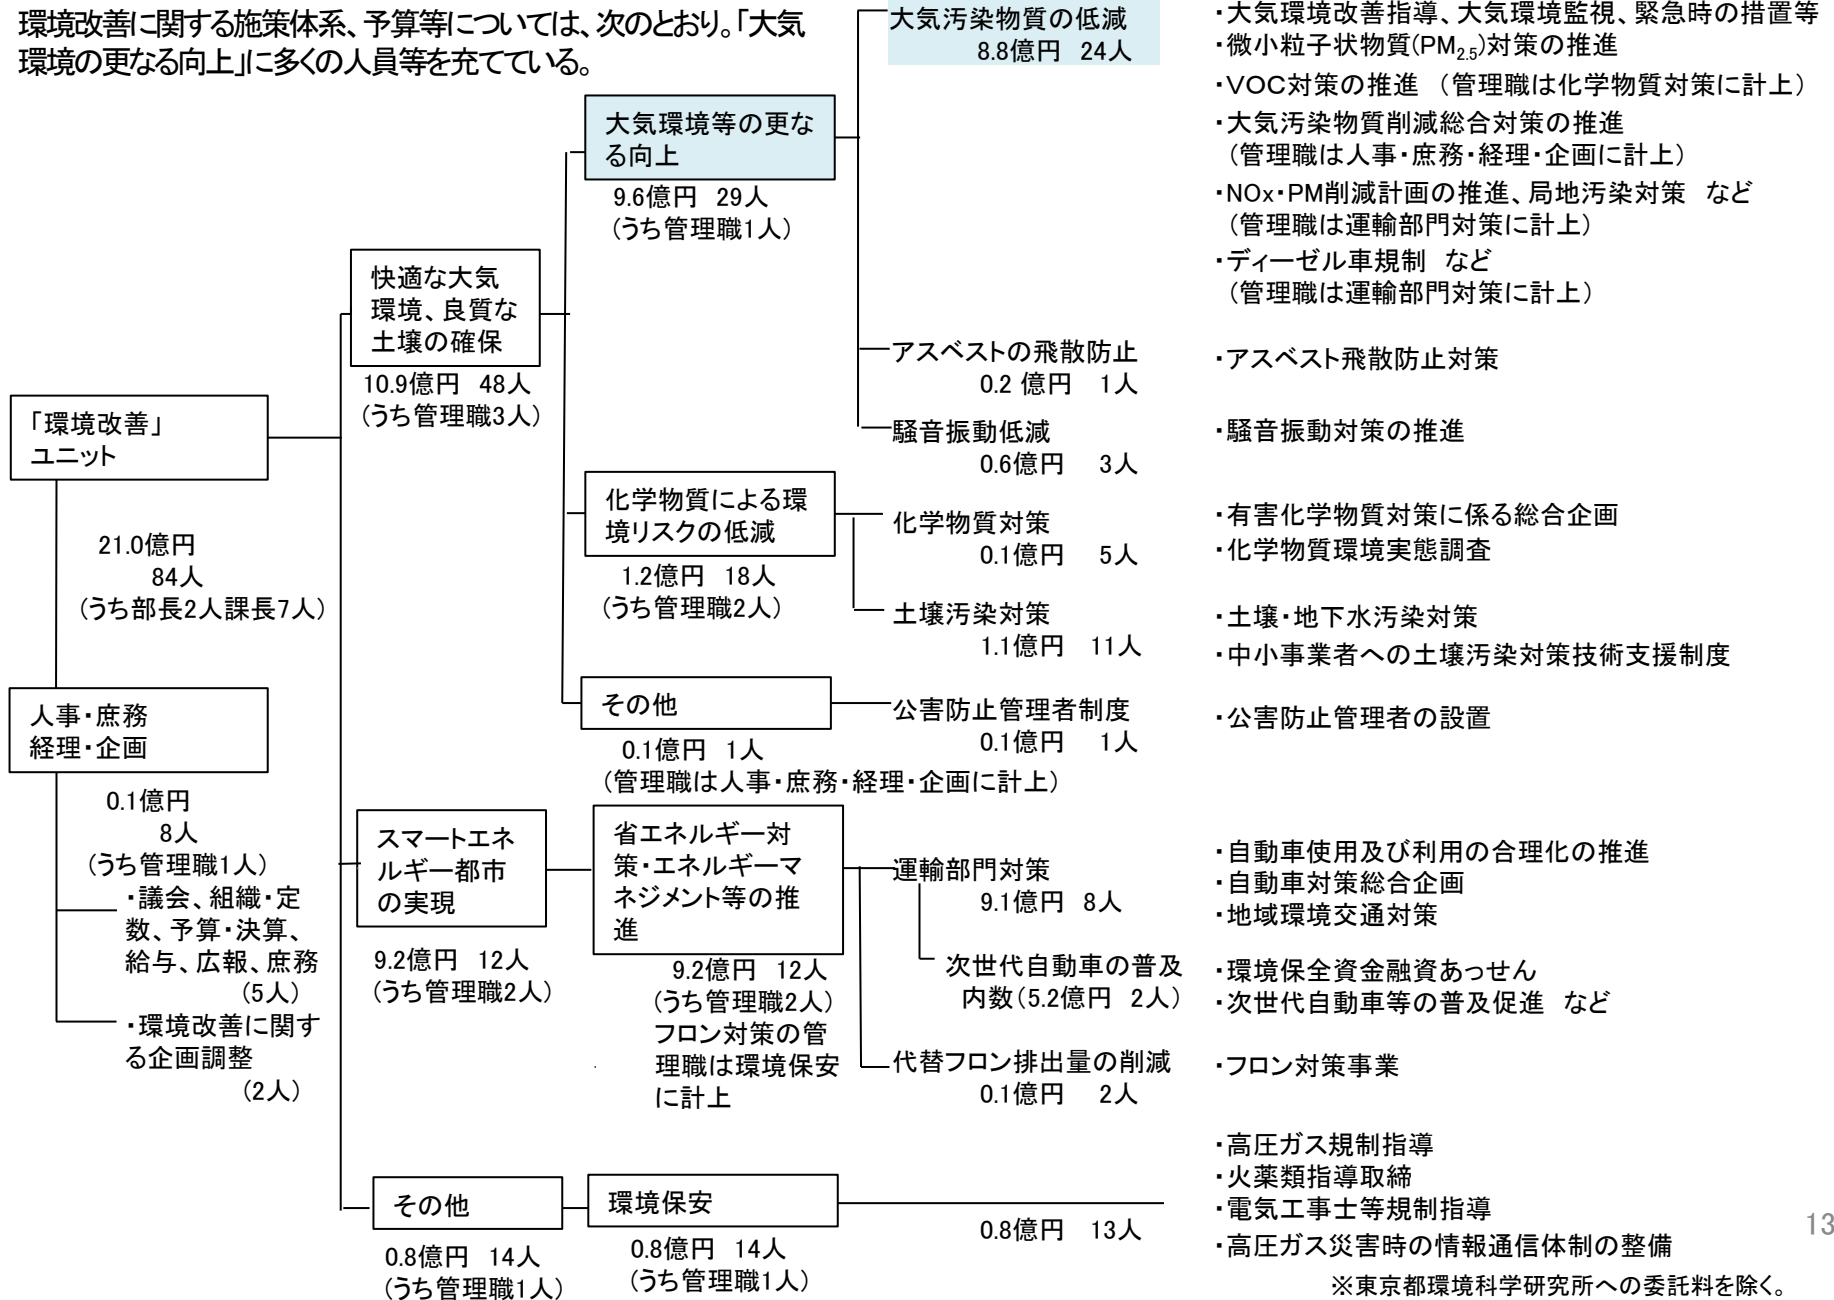 環境改善に関する施策体系、予算等については、次のとおり。「大気
環境の更なる向上」に多くの人員等を充てている。
「環境改善」
ユニット
21.0億円
84人
(うち部長2人課長7人)
人事・庶務
経理・企画
0.1億円
8人
(うち管理職1人)
・議会、組織・定
数、予算・決算、
給与、広報、庶務
(5人)
・環境改善に関す
る企画調整
(2人)
快適な大気
環境、良質な
土壌の確保
10.9億円 48人
(うち管理職3人)
大気環境等の更な
る向上
9.6億円 29人
(うち管理職1人)
大気汚染物質の低減
8.8億円 24人
・大気環境改善指導、大気環境監視、緊急時の措置等
・微小粒子状物質(PM2.5)対策の推進
・VOC対策の推進 (管理職は化学物質対策に計上)
・大気汚染物質削減総合対策の推進
(管理職は人事・庶務・経理・企画に計上)
・NOx・PM削減計画の推進、局地汚染対策 など
(管理職は運輸部門対策に計上)
・ディーゼル車規制 など
(管理職は運輸部門対策に計上)
アスベストの飛散防止
0.2 億円 1人
・アスベスト飛散防止対策
騒音振動低減
0.6億円 3人
・騒音振動対策の推進
化学物質による環
境リスクの低減
1.2億円 18人
(うち管理職2人)
化学物質対策
0.1億円 5人
・有害化学物質対策に係る総合企画
・化学物質環境実態調査
土壌汚染対策
1.1億円 11人
・土壌・地下水汚染対策
・中小事業者への土壌汚染対策技術支援制度
その他
0.1億円 1人
(管理職は人事・庶務・経理・企画に計上)
公害防止管理者制度
0.1億円 1人
・公害防止管理者の設置
スマートエネ
ルギー都市
の実現
9.2億円 12人
(うち管理職2人)
省エネルギー対
策・エネルギーマ
ネジメント等の推
進
9.2億円 12人
(うち管理職2人)
フロン対策の管
理職は環境保安
に計上
運輸部門対策
9.1億円 8人
・自動車使用及び利用の合理化の推進
・自動車対策総合企画
・地域環境交通対策
次世代自動車の普及
内数(5.2億円 2人)
・環境保全資金融資あっせん
・次世代自動車等の普及促進 など
代替フロン排出量の削減
0.1億円 2人
・フロン対策事業
その他
0.8億円 14人
(うち管理職1人)
環境保安
0.8億円 14人
(うち管理職1人)
0.8億円 13人
・高圧ガス規制指導
・火薬類指導取締
・電気工事士等規制指導
・高圧ガス災害時の情報通信体制の整備
※東京都環境科学研究所への委託料を除く。
13